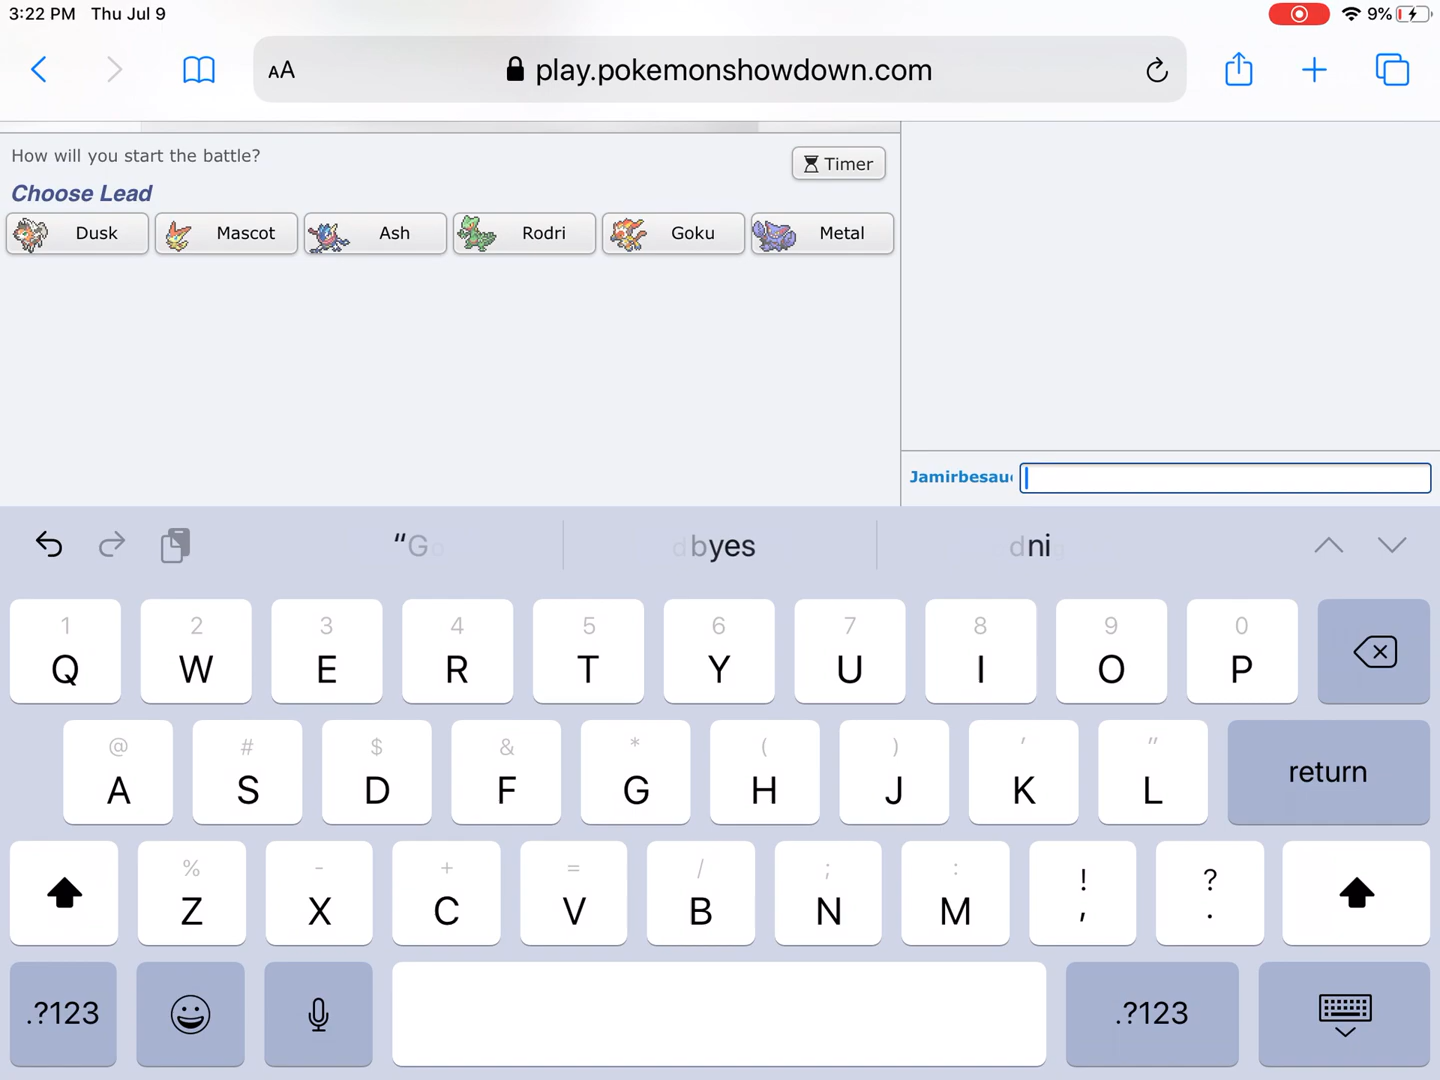 3:22 PM Thu Jul 9 9%
AA play.pokemonshowdown.com
How will you start the battle?
Timer
Choose Lead
Dusk Mascot Ash Rodri Goku Metal
Jamirbesau
"G byes dni
1 2 3 4 5 6 7 8 9 0
Q W E R T Y U I O P
@ # $ & * ( ) ' "
A S D F G H J K L return
% - + = / ; : ! ?
Z X C V B N M , .
.?123 .?123